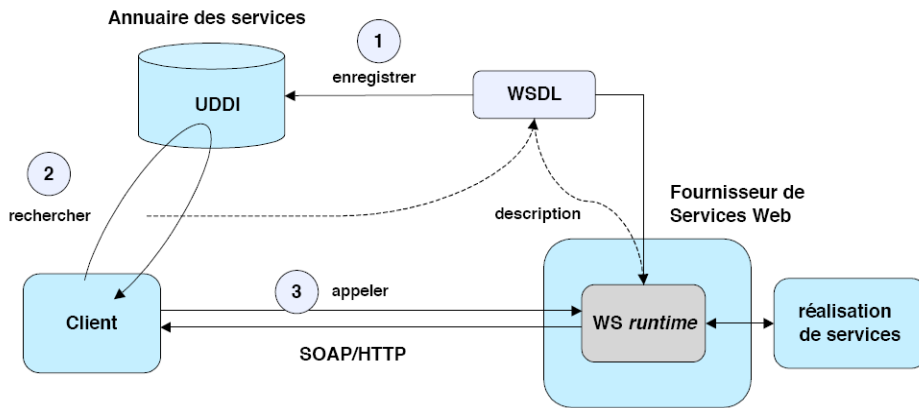 Annuaire des services
1
enregistrer
WSDL
UDDI
2
rechercher
description
Fournisseur de
Services Web
3
appeler
Client
WS runtime
réalisation
de services
SOAP/HTTP